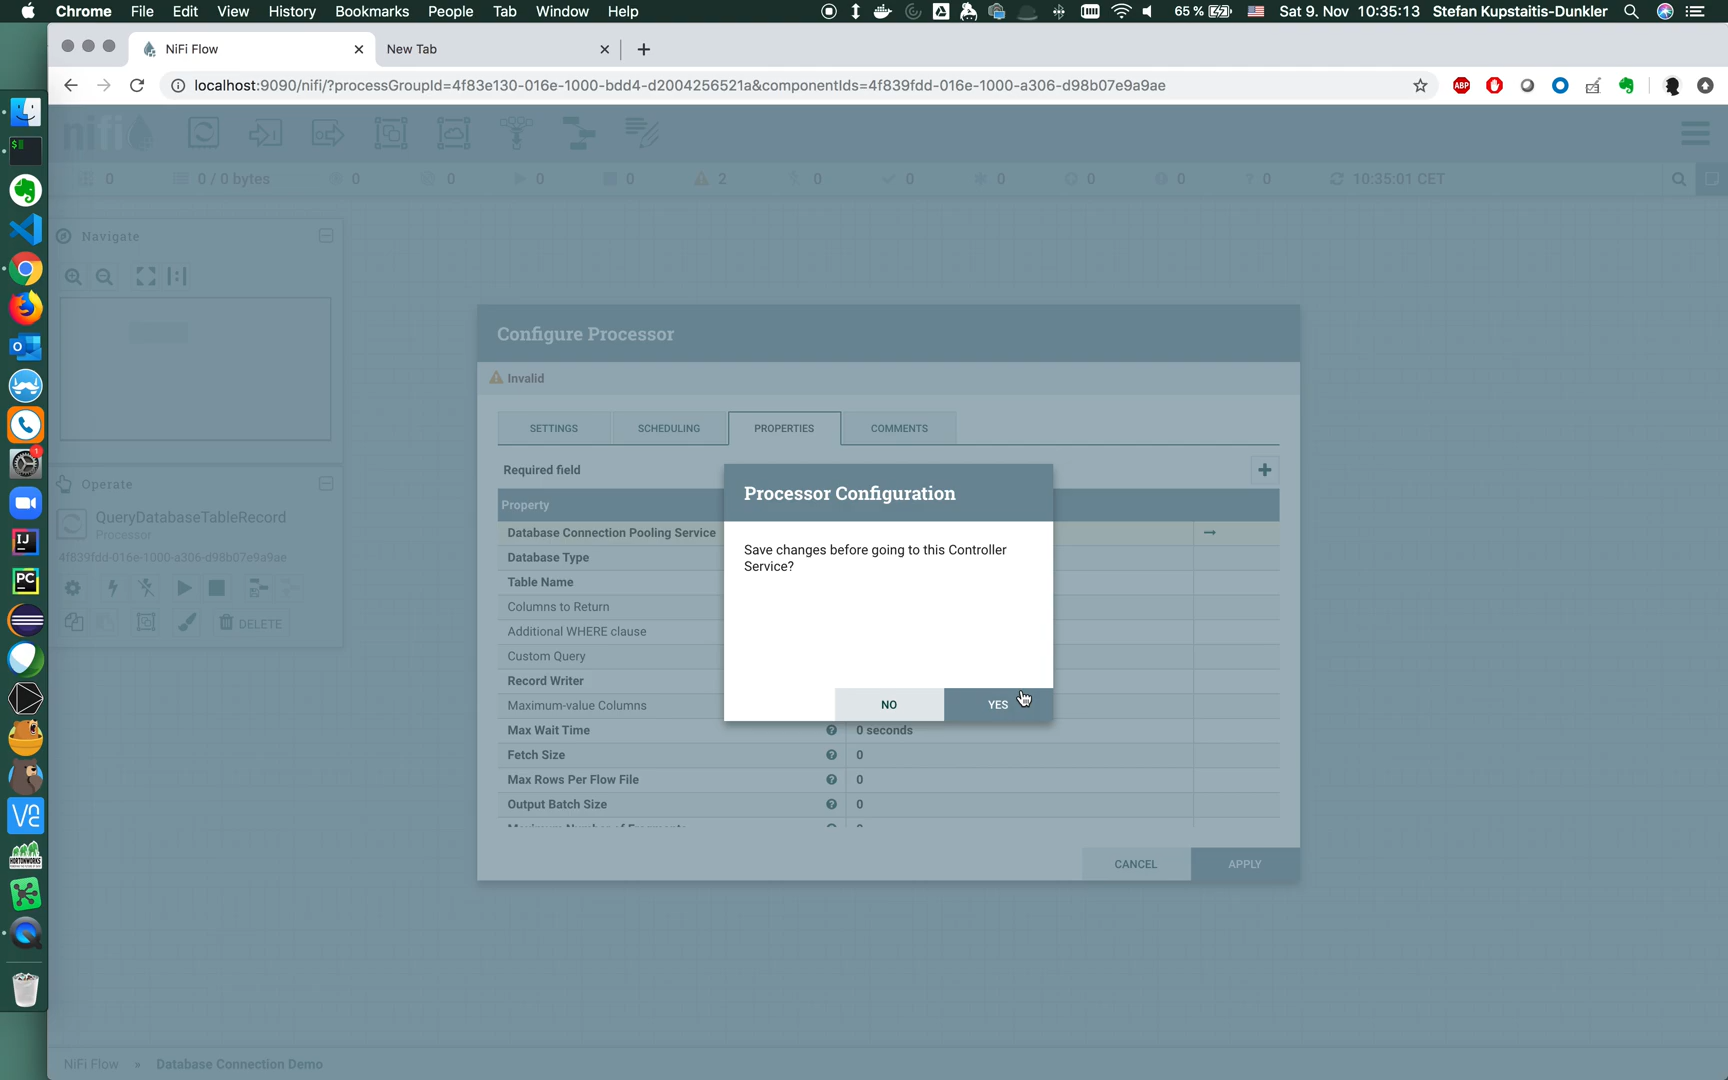 Chrome File Edit View History Bookmarks People Tab Window Help 65 % Sat 9. Nov 10:35:13 Stefan Kupstaitis-Dunkler
NiFi Flow
New Tab
localhost:9090/nifi/?processGroupId=4f83e130-016e-1000-bdd4-d2004256521a&componentIds=4f839fdd-016e-1000-a306-d98b07e9a9ae
ABP
nifi
0 0 / 0 bytes 0 0 0 0 2 0 0 0 0 0 ? 0 10:35:01 CET
Navigate
Operate
QueryDatabaseTableRecord
Processor
4f839fdd-016e-1000-a306-d98b07e9a9ae
DELETE
Configure Processor
Invalid
SETTINGS SCHEDULING PROPERTIES COMMENTS
Required field
Property
Database Connection Pooling Service
Database Type
Table Name
Columns to Return
Additional WHERE clause
Custom Query
Record Writer
Maximum-value Columns
Max Wait Time 0 seconds
Fetch Size 0
Max Rows Per Flow File 0
Output Batch Size 0
CANCEL APPLY
Processor Configuration
Save changes before going to this Controller
Service?
NO YES
$
1
IJ
PC
HORTONWORKS
NiFi Flow » Database Connection Demo